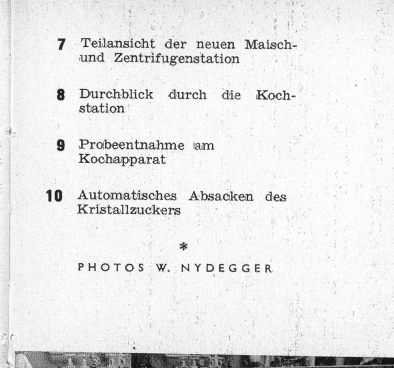 7 Teilansicht der neuen Maisch-
und Zentrifugenstation
8 Durchblick durch die Koch-
station
9 Probeentnahme am
Kochapparat
10 Automatisches Absacken des
Kristallzuckers
*
PHOTOS W. NYDEGGER